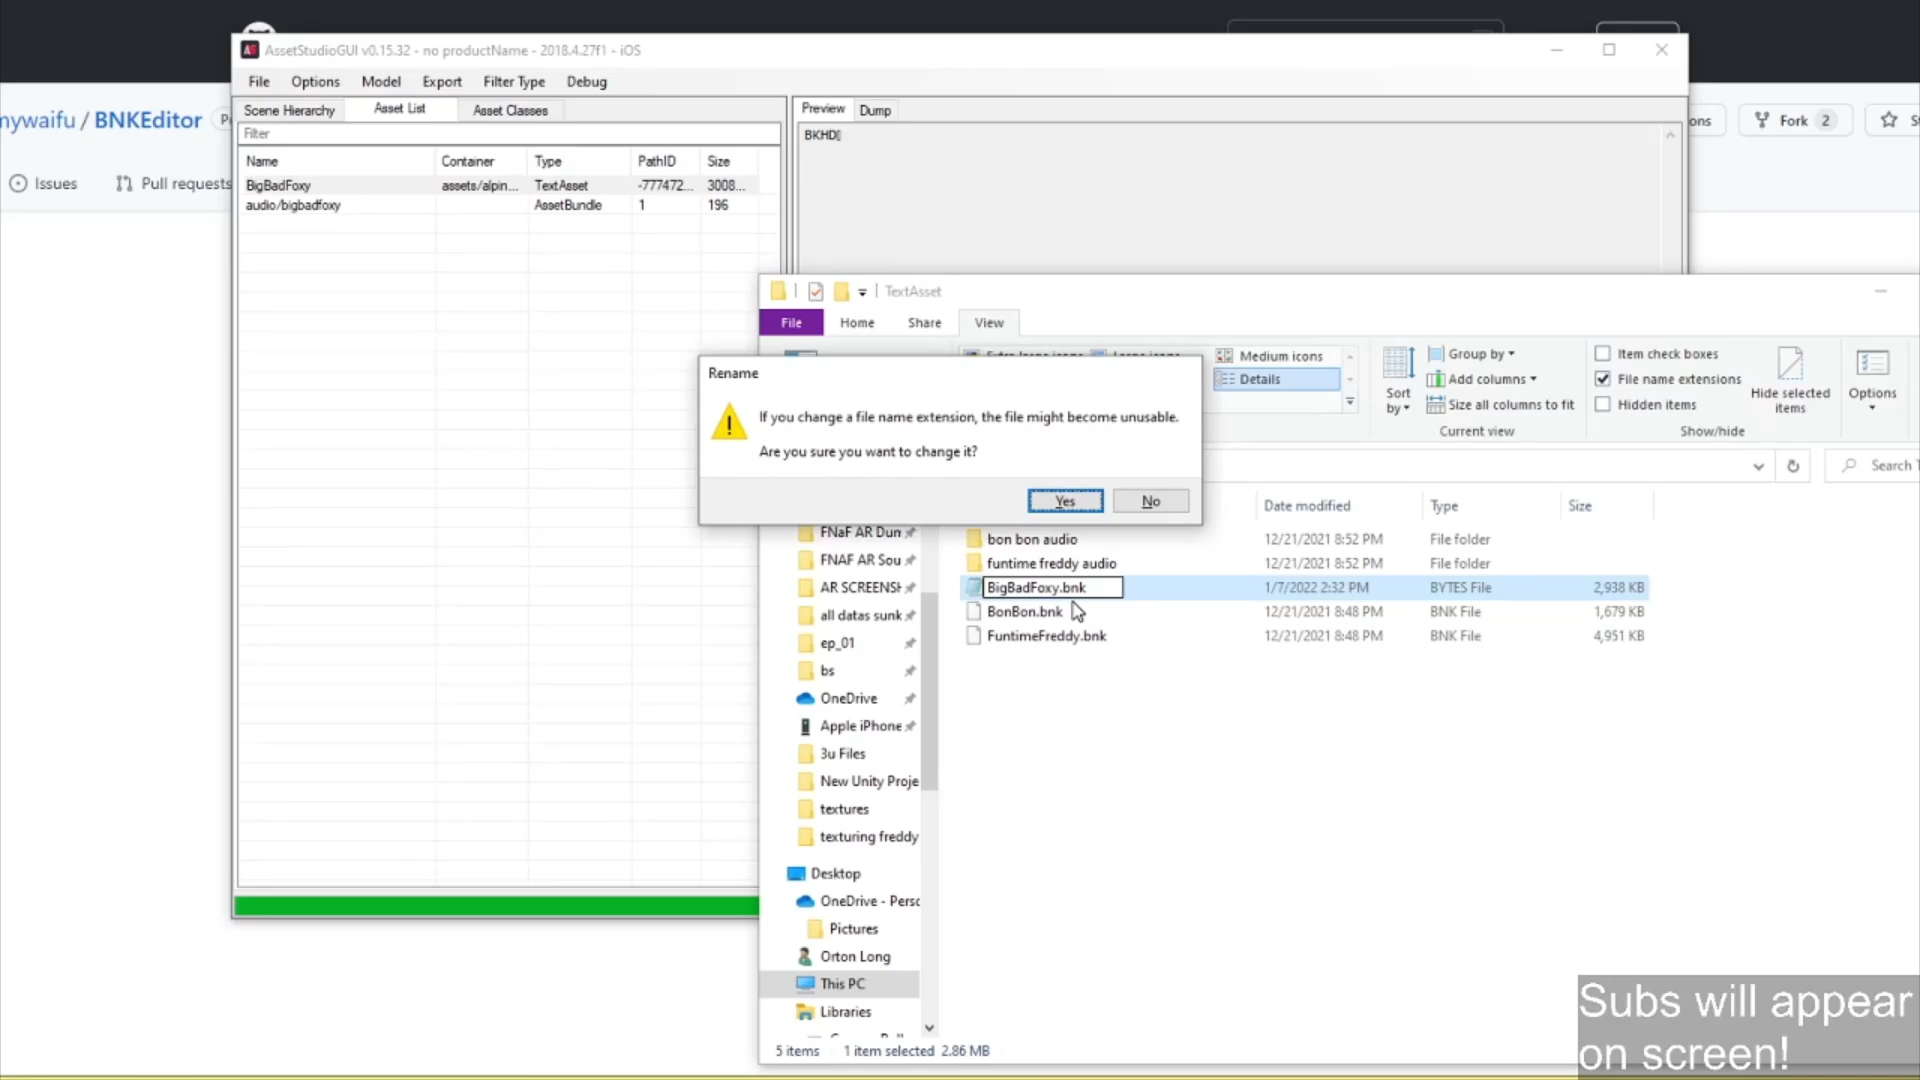 AssetStudioGUI v0.15.32 - no productName - 2018.4.27f1 - iOS
File Options Model Export Filter Type Debug
Scene Hierarchy Asset List Asset Classes
Preview Dump
Filter
BKHD
Name Container Type PathID Size
BigBadFoxy assets/alpin... TextAsset -777472... 3008...
audio/bigbadfoxy AssetBundle 1 196
mywaifu / BNKEditor
Fork 2
Issues Pull requests
TextAsset
File Home Share View
Medium icons
Details
Sort by
Group by
Add columns
Size all columns to fit
Current view
Item check boxes
File name extensions
Hidden items
Hide selected items
Show/hide
Options
Rename
If you change a file name extension, the file might become unusable.
Are you sure you want to change it?
Yes No
Search
Date modified Type Size
bon bon audio 12/21/2021 8:52 PM File folder
funtime freddy audio 12/21/2021 8:52 PM File folder
BigBadFoxy.bnk 1/7/2022 2:32 PM BYTES File 2,938 KB
BonBon.bnk 12/21/2021 8:48 PM BNK File 1,679 KB
FuntimeFreddy.bnk 12/21/2021 8:48 PM BNK File 4,951 KB
FNaF AR Dun
FNAF AR Sou
AR SCREENSH
all datas sunk
ep_01
bs
OneDrive
Apple iPhone
3u Files
New Unity Proje
textures
texturing freddy
Desktop
OneDrive - Perso
Pictures
Orton Long
This PC
Libraries
5 items 1 item selected 2.86 MB
Subs will appear
on screen!